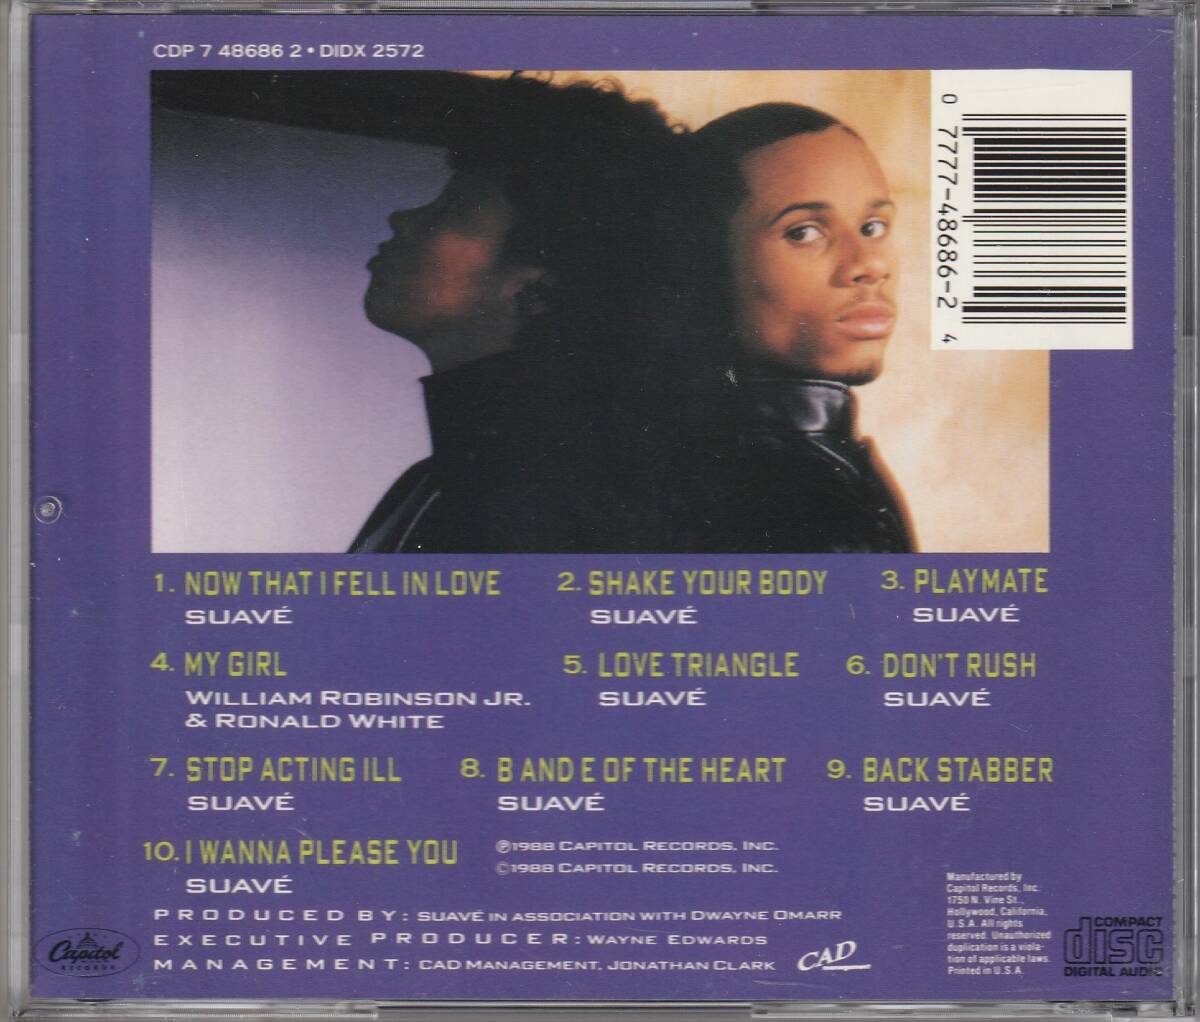 CDP 7 48686 2 • DIDX 2572
0 7777-48686-2 4
1. NOW THAT I FELL IN LOVE
SUAVÉ
2. SHAKE YOUR BODY
SUAVÉ
3. PLAYMATE
SUAVÉ
4. MY GIRL
WILLIAM ROBINSON JR.
& RONALD WHITE
5. LOVE TRIANGLE
SUAVÉ
6. DON'T RUSH
SUAVÉ
7. STOP ACTING ILL
SUAVÉ
8. B AND E OF THE HEART
SUAVÉ
9. BACK STABBER
SUAVÉ
10. I WANNA PLEASE YOU
SUAVÉ
℗1988 CAPITOL RECORDS, INC.
©1988 CAPITOL RECORDS, INC.
PRODUCED BY: SUAVÉ IN ASSOCIATION WITH DWAYNE OMARR
EXECUTIVE PRODUCER: WAYNE EDWARDS
MANAGEMENT: CAD MANAGEMENT, JONATHAN CLARK
CAD
Capitol
RECORDS
Manufactured by
Capitol Records, Inc.
1750 N. Vine St.,
Hollywood, California,
U.S.A. All rights
reserved. Unauthorized
duplication is a viola-
tion of applicable laws.
Printed in U.S.A.
COMPACT
disc
DIGITAL AUDIO